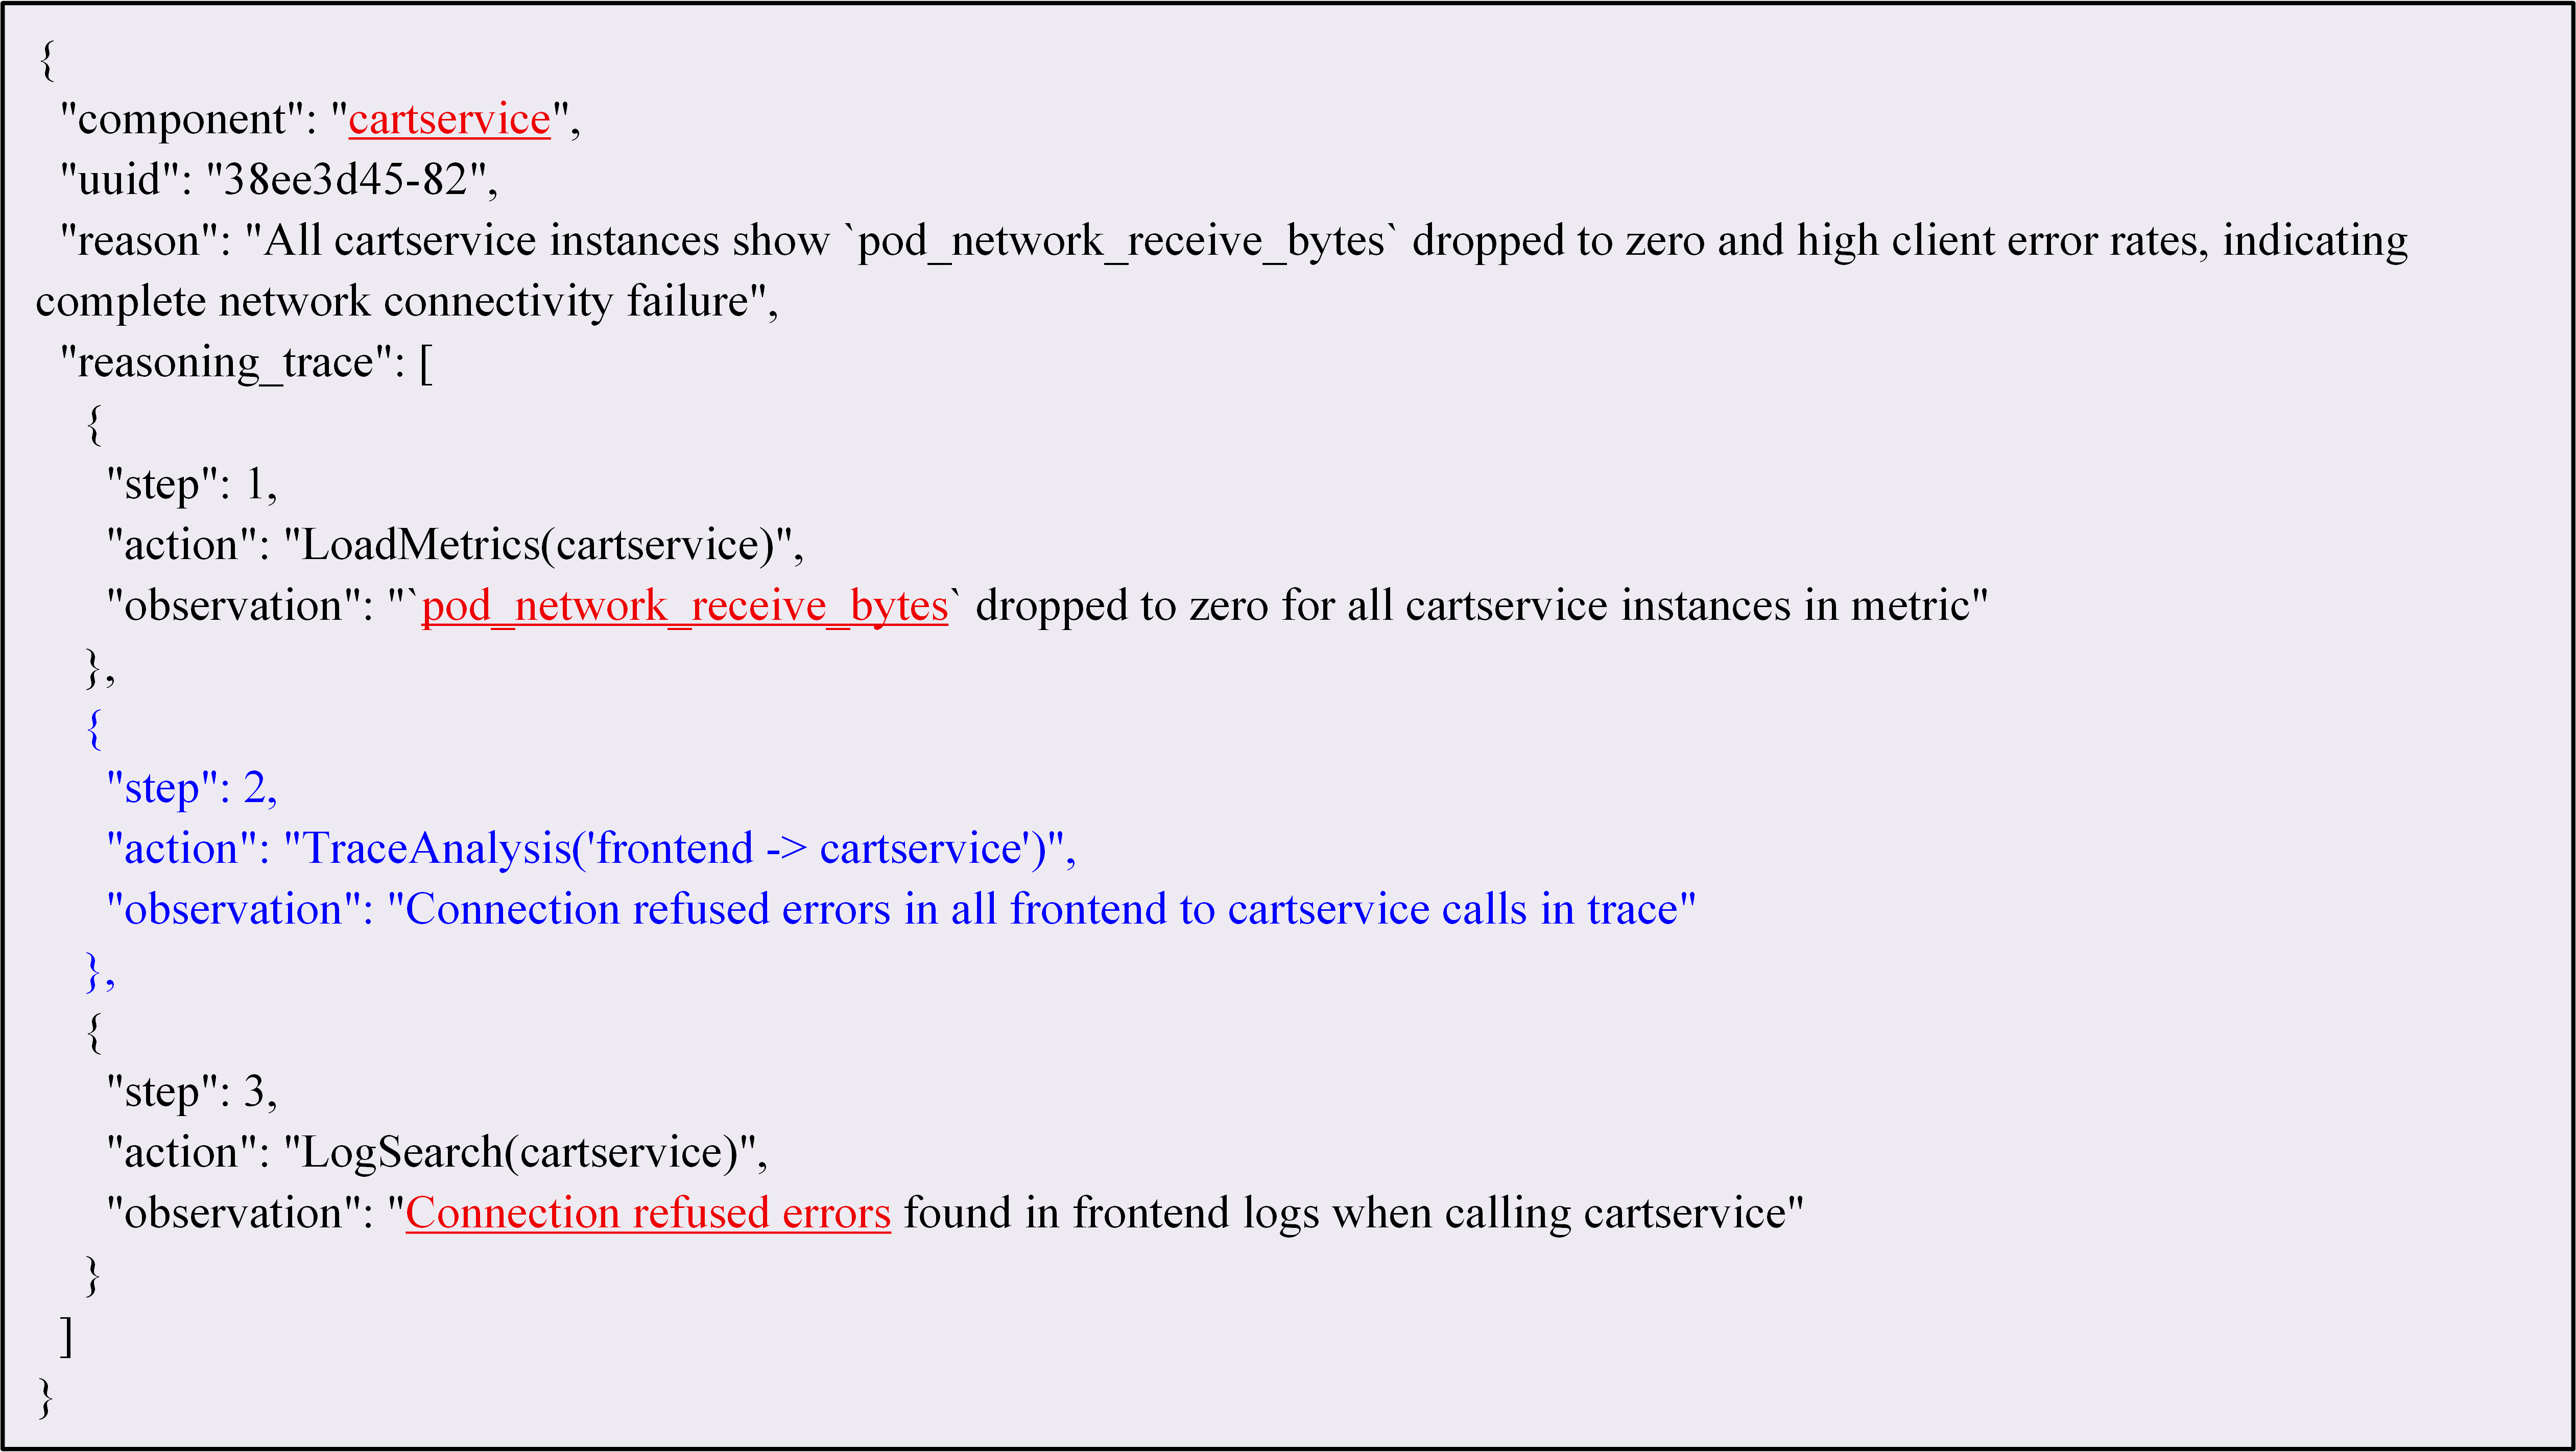 {
"component": "cartservice",
"uuid": "38ee3d45-82",
"reason": "All cartservice instances show `pod_network_receive_bytes` dropped to zero and high client error rates, indicating
complete network connectivity failure",
"reasoning_trace": [
{
"step": 1,
"action": "LoadMetrics(cartservice)",
"observation": "`pod_network_receive_bytes` dropped to zero for all cartservice instances in metric"
},
{
"step": 2,
"action": "TraceAnalysis('frontend -> cartservice')",
"observation": "Connection refused errors in all frontend to cartservice calls in trace"
},
{
"step": 3,
"action": "LogSearch(cartservice)",
"observation": "Connection refused errors found in frontend logs when calling cartservice"
}
]
}